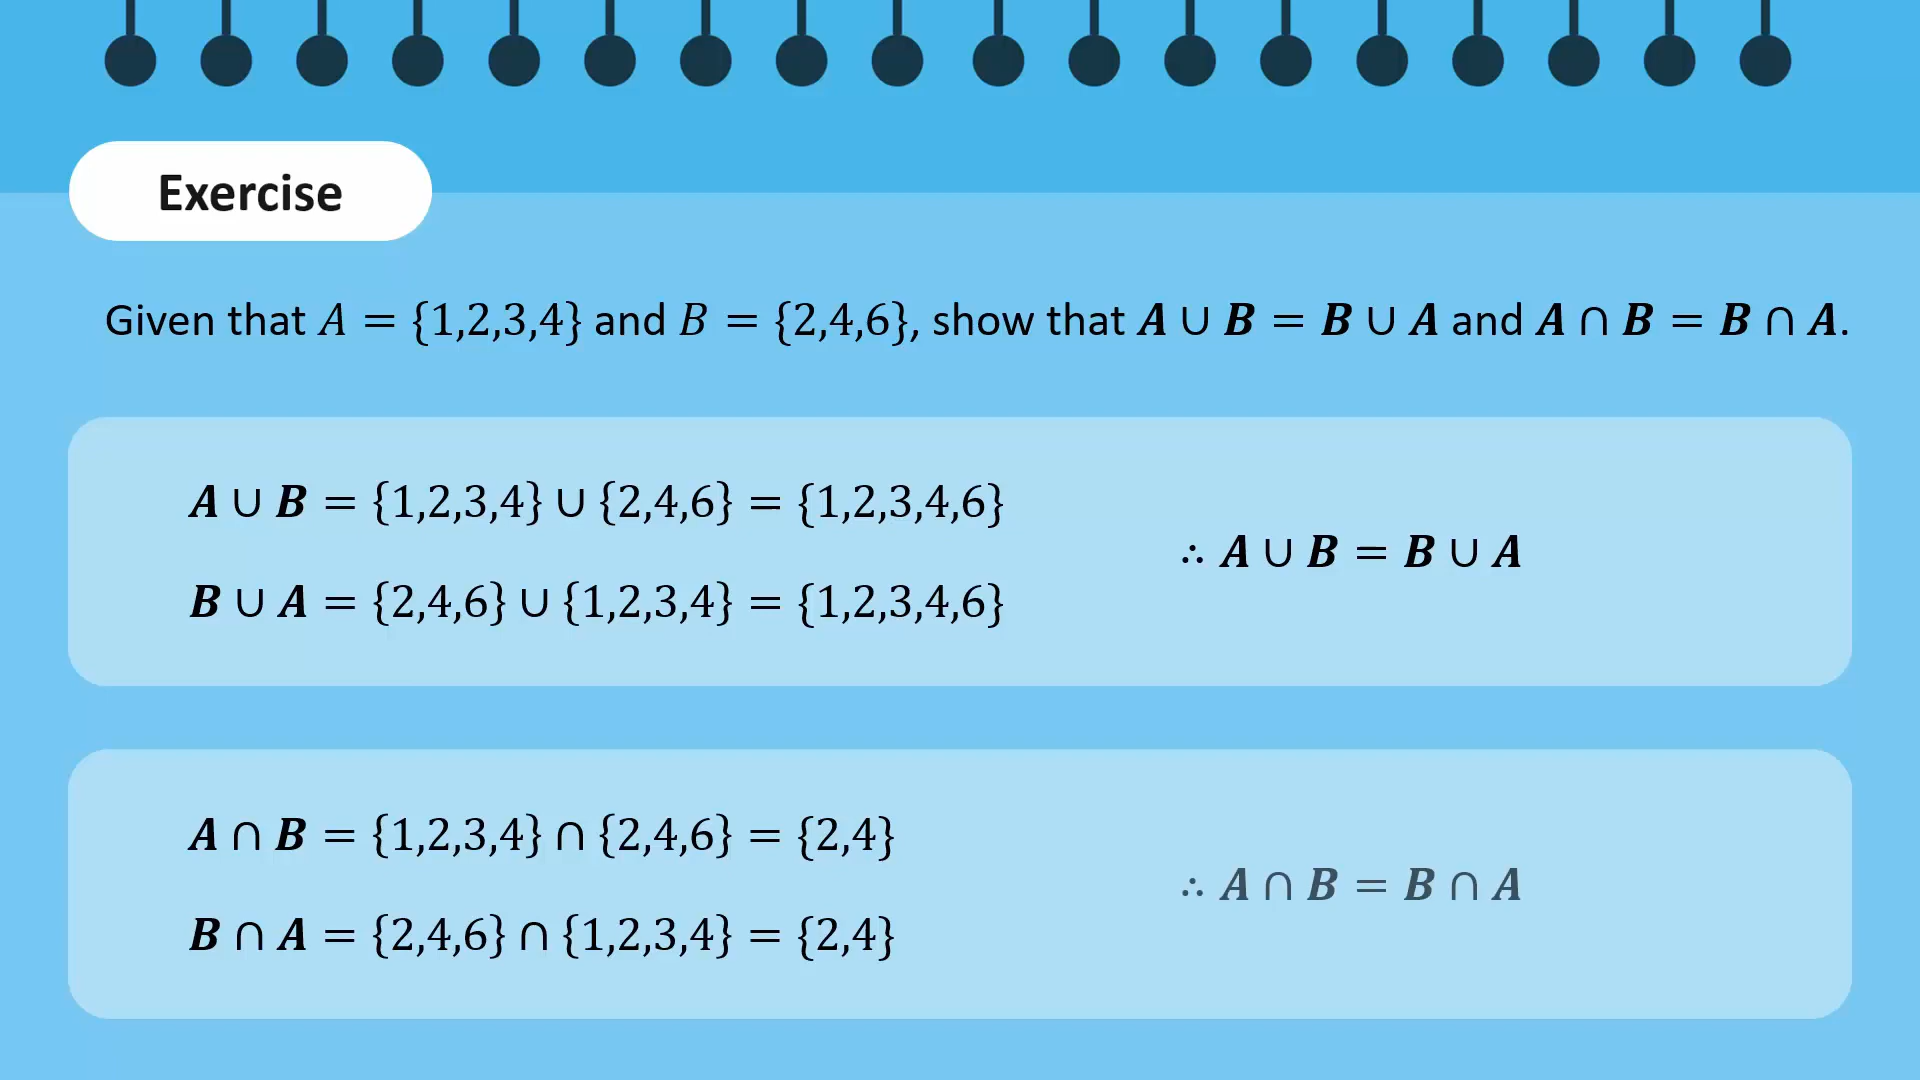 Exercise
Given that A = {1,2,3,4} and B = {2,4,6}, show that A ∪ B = B ∪ A and A ∩ B = B ∩ A.
A ∪ B = {1,2,3,4} ∪ {2,4,6} = {1,2,3,4,6}
B ∪ A = {2,4,6} ∪ {1,2,3,4} = {1,2,3,4,6}
∴ A ∪ B = B ∪ A
A ∩ B = {1,2,3,4} ∩ {2,4,6} = {2,4}
B ∩ A = {2,4,6} ∩ {1,2,3,4} = {2,4}
∴ A ∩ B = B ∩ A